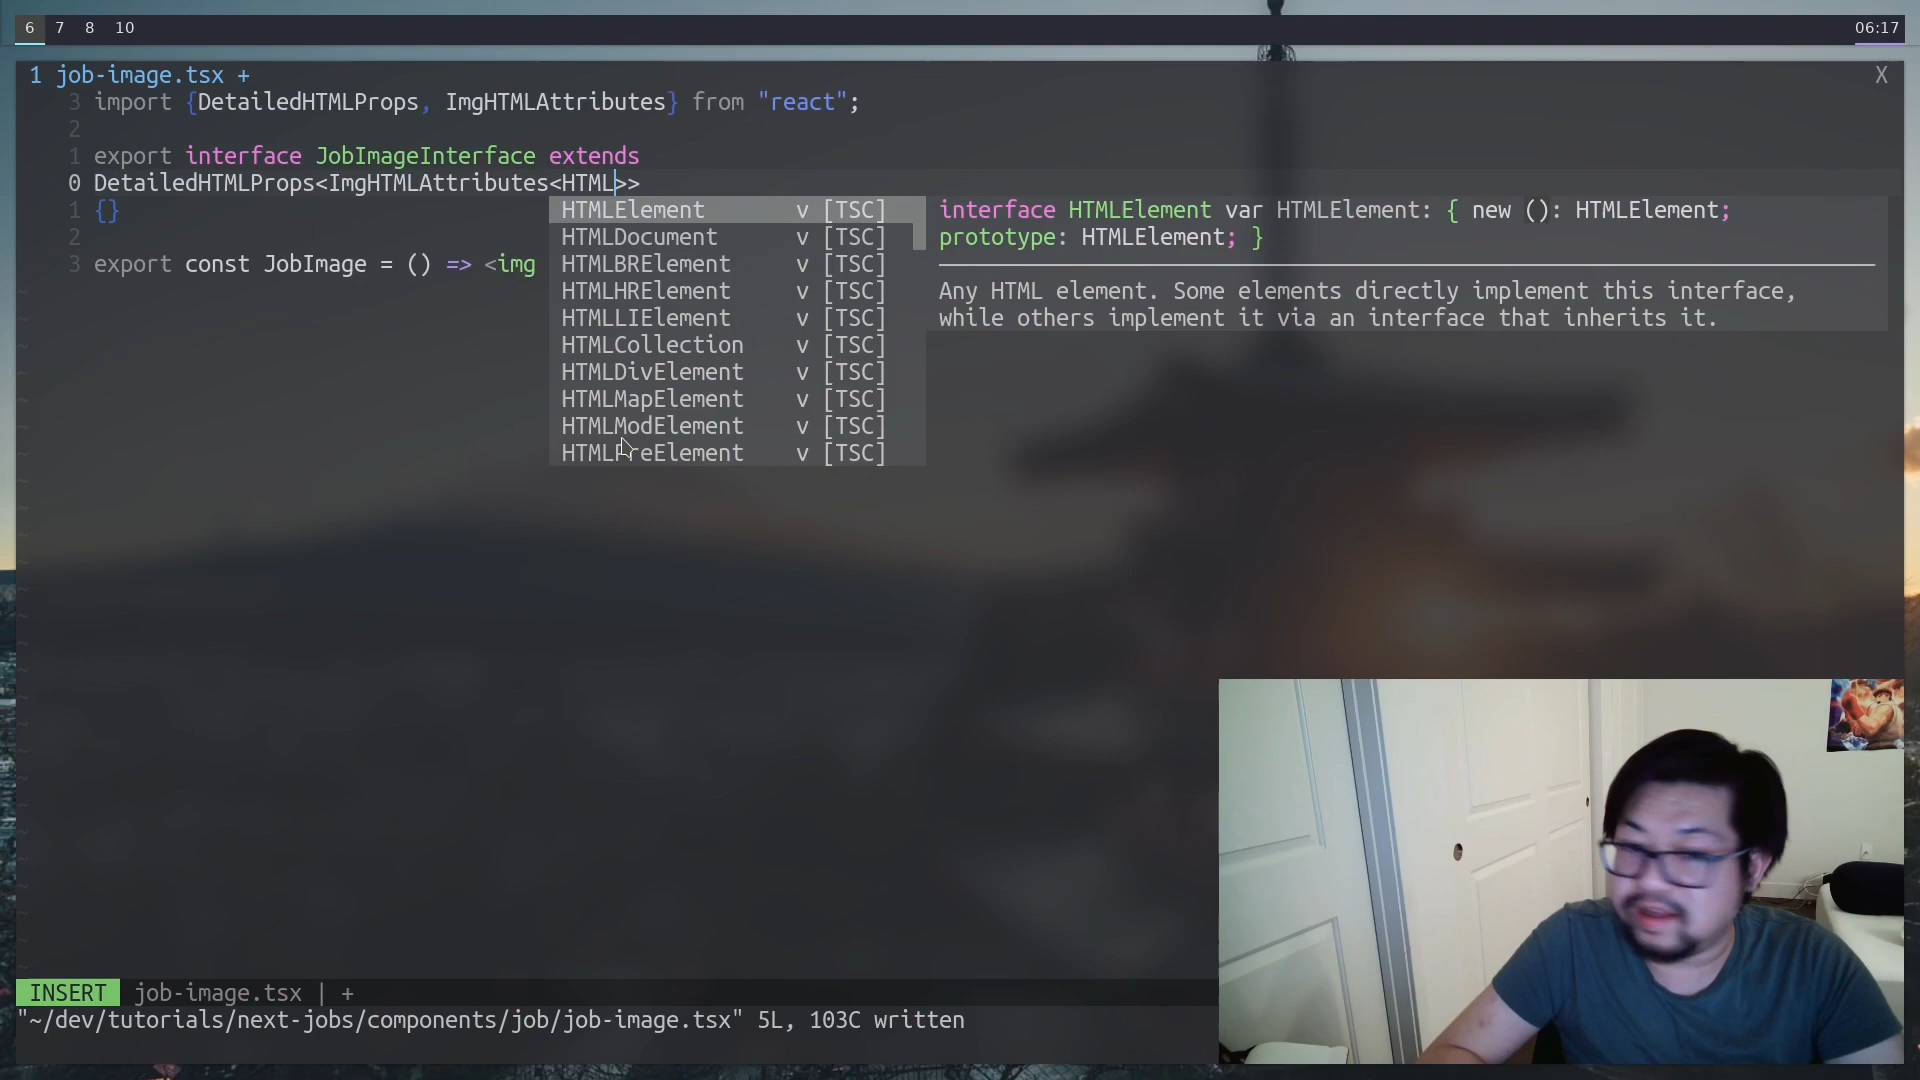 6 7 8 10 06:17
1 job-image.tsx + X
3 import {DetailedHTMLProps, ImgHTMLAttributes} from "react";
2
1 export interface JobImageInterface extends
0 DetailedHTMLProps<ImgHTMLAttributes<HTML>>
1 {}
2
3 export const JobImage = () => <img
HTMLElement v [TSC]
HTMLDocument v [TSC]
HTMLBRElement v [TSC]
HTMLHRElement v [TSC]
HTMLLIElement v [TSC]
HTMLCollection v [TSC]
HTMLDivElement v [TSC]
HTMLMapElement v [TSC]
HTMLModElement v [TSC]
HTMLPreElement v [TSC]
interface HTMLElement var HTMLElement: { new (): HTMLElement;
prototype: HTMLElement; }
Any HTML element. Some elements directly implement this interface,
while others implement it via an interface that inherits it.
INSERT job-image.tsx | +
"~/dev/tutorials/next-jobs/components/job/job-image.tsx" 5L, 103C written